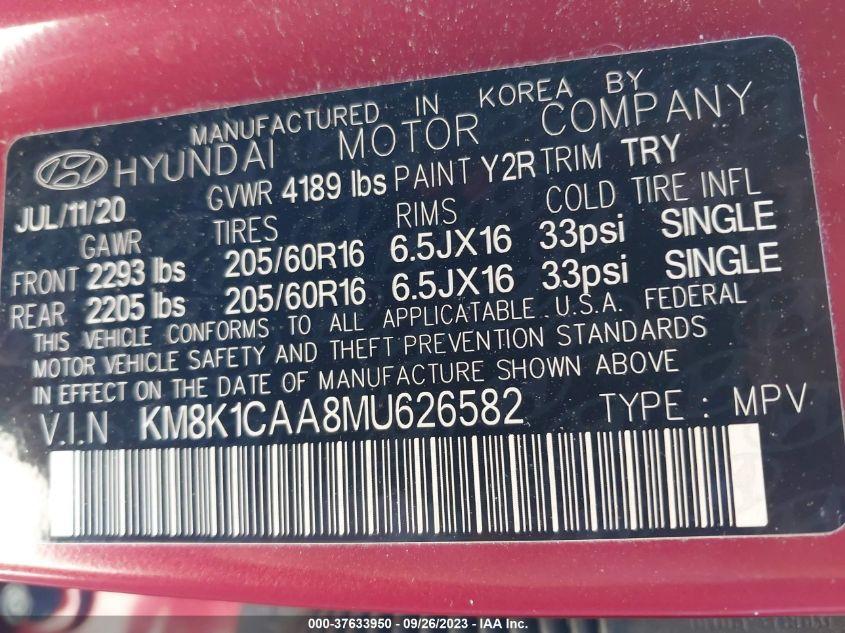 MANUFACTURED IN KOREA BY
HYUNDAI MOTOR COMPANY
JUL/11/20 GVWR 4189 lbs PAINT Y2R TRIM TRY
GAWR TIRES RIMS COLD TIRE INFL
FRONT 2293 lbs 205/60R16 6.5JX16 33psi SINGLE
REAR 2205 lbs 205/60R16 6.5JX16 33psi SINGLE
THIS VEHICLE CONFORMS TO ALL APPLICATABLE U.S.A. FEDERAL
MOTOR VEHICLE SAFETY AND THEFT PREVENTION STANDARDS
IN EFFECT ON THE DATE OF MANUFACTURE SHOWN ABOVE
V.I.N KM8K1CAA8MU626582 TYPE : MPV
000-37633950 - 09/26/2023 - IAA Inc.